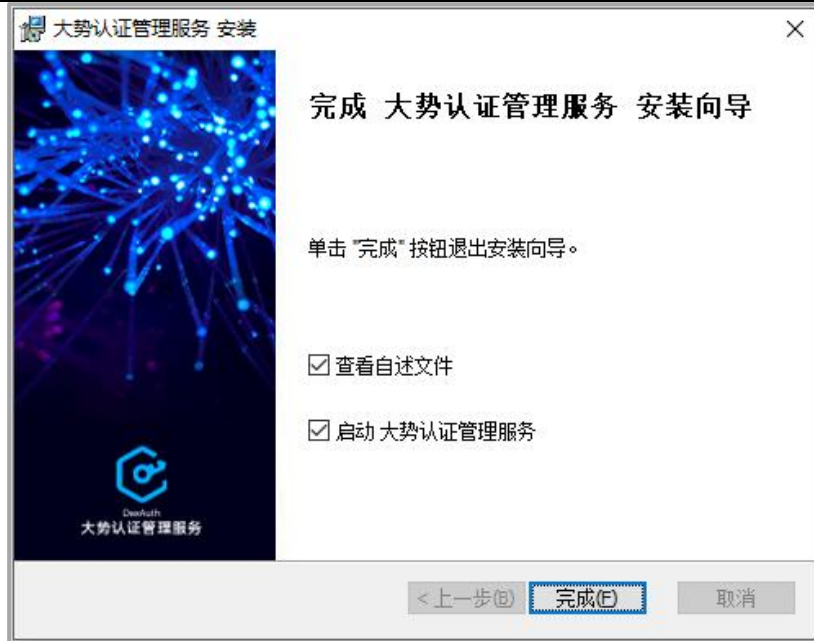 大势认证管理服务 安装
完成 大势认证管理服务 安装向导
单击 "完成" 按钮退出安装向导。
查看自述文件
启动 大势认证管理服务
DaaAuth
大势认证管理服务
< 上一步(B)
完成(F)
取消